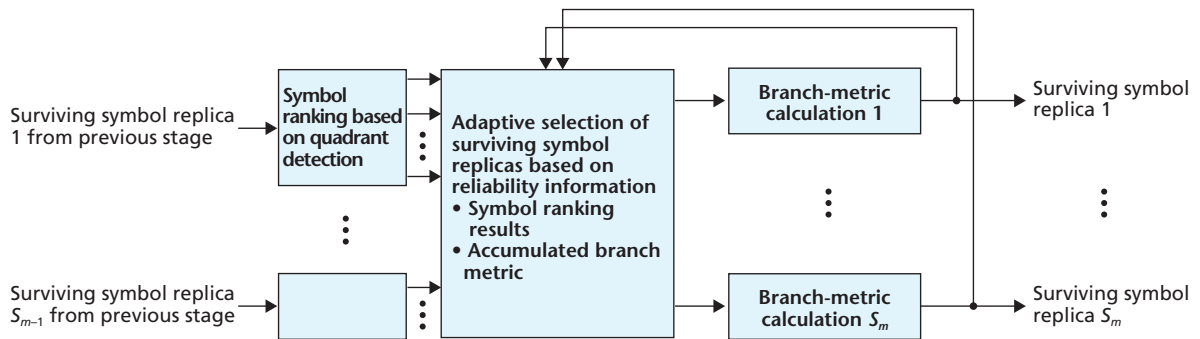 Surviving symbol replica
1 from previous stage
Symbol
ranking based
on quadrant
detection
Adaptive selection of
surviving symbol
replicas based on
reliability information
• Symbol ranking
results
• Accumulated branch
metric
Branch-metric
calculation 1
Surviving symbol
replica 1
Surviving symbol replica
Sm–1 from previous stage
Branch-metric
calculation Sm
Surviving symbol
replica Sm